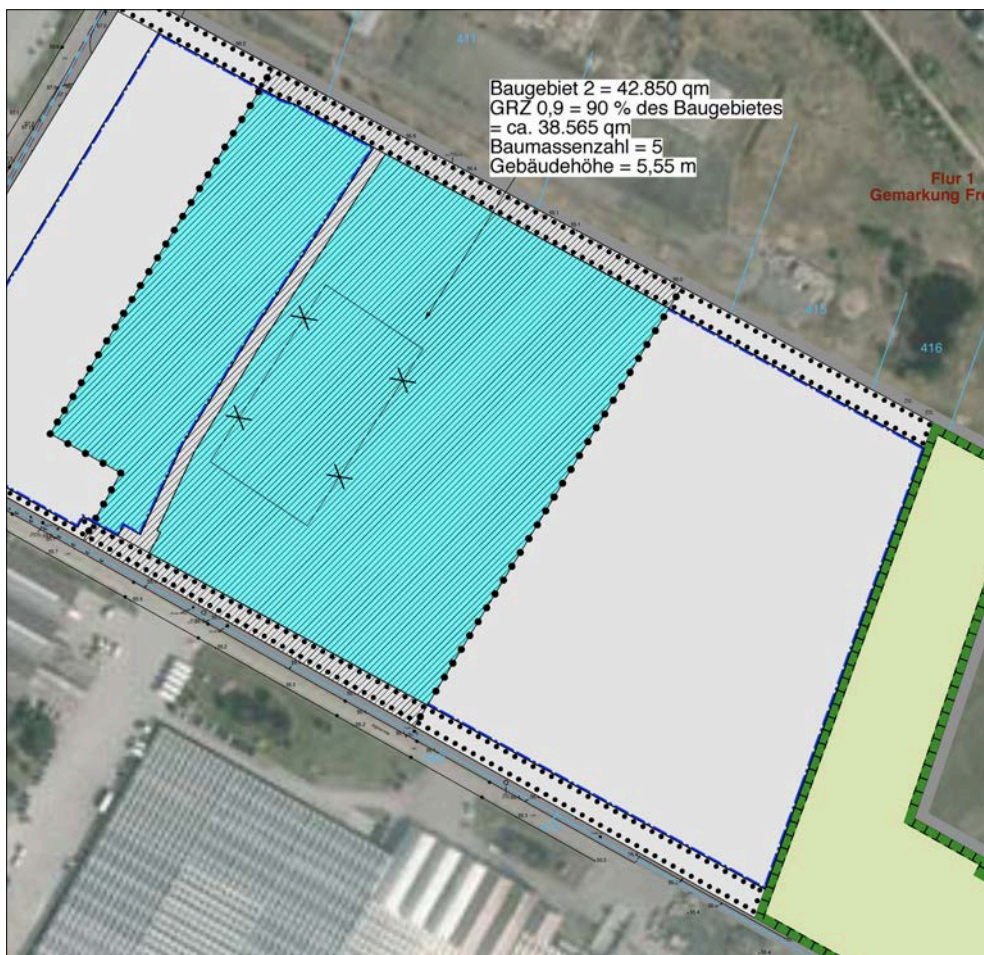 411
Baugebiet 2 = 42.850 qm
GRZ 0,9 = 90 % des Baugebietes
= ca. 38.565 qm
Baumassenzahl = 5
Gebäudehöhe = 5,55 m
Flur 1
Gemarkung Fre
415
416